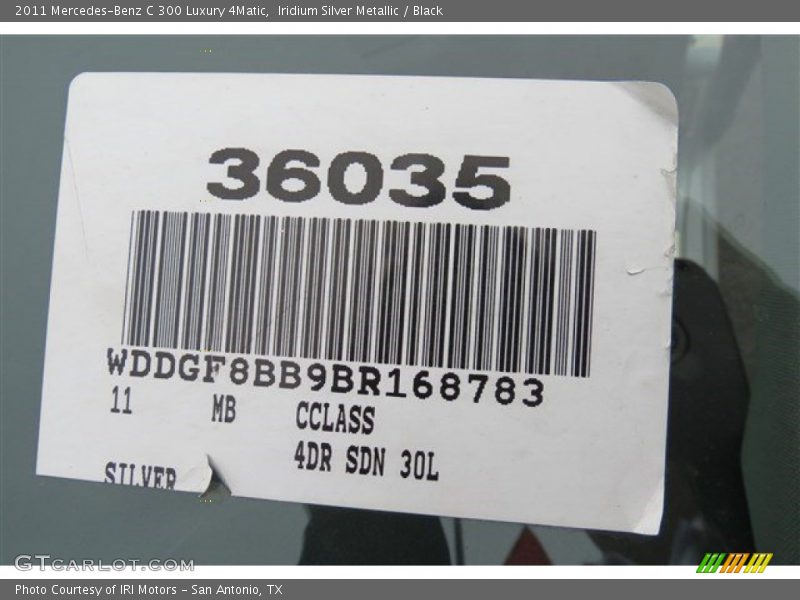 2011 Mercedes-Benz C 300 Luxury 4Matic,  Iridium Silver Metallic / Black
36035
WDDGF8BB9BR168783
11 MB CCLASS
4DR SDN 30L
SILVER
GTCARLOT.COM
Photo Courtesy of IRI Motors - San Antonio, TX